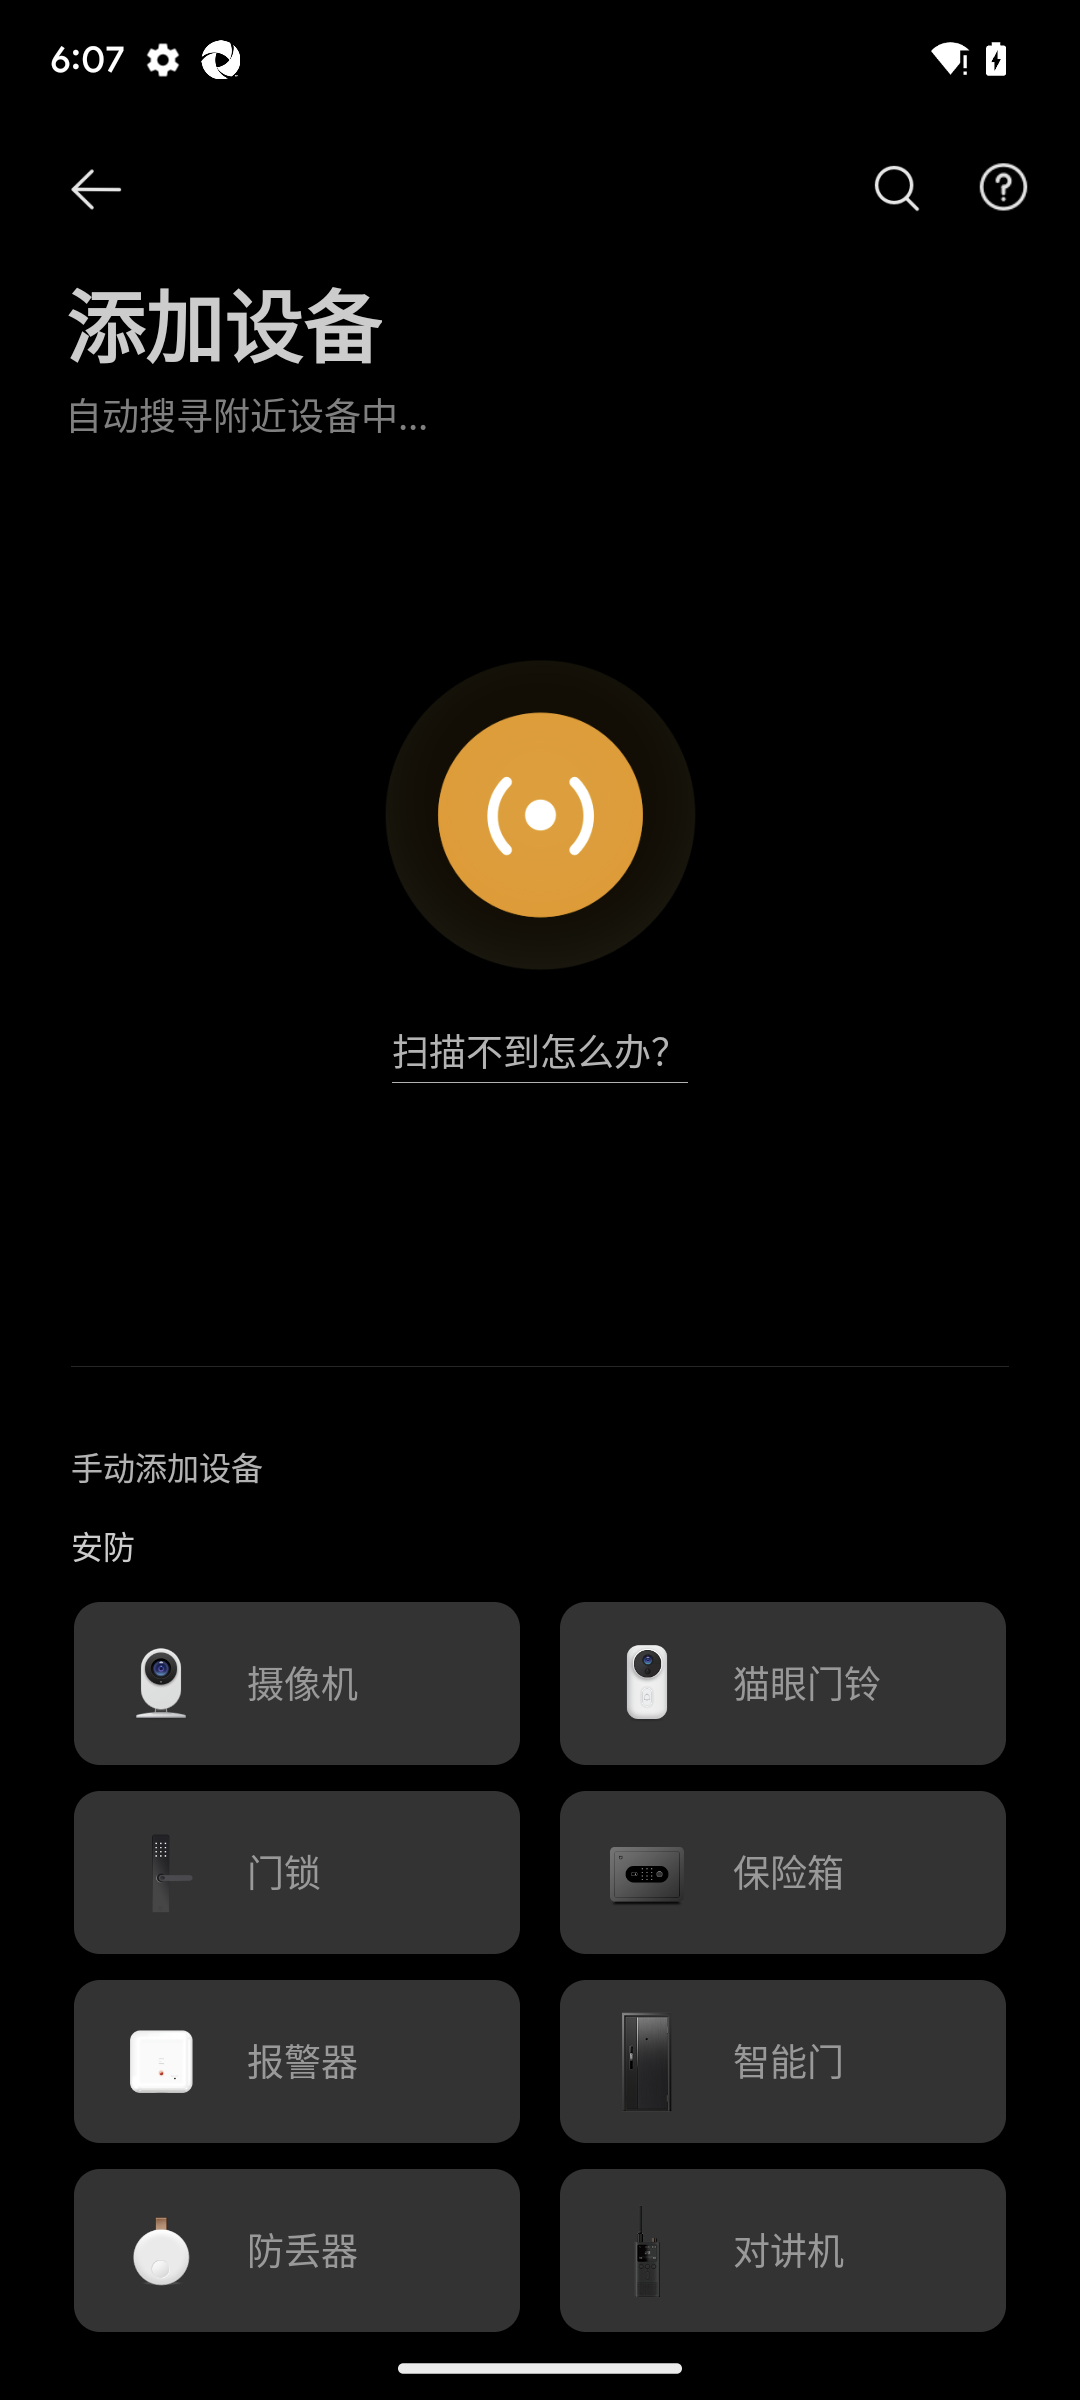 6:07
添加设备
自动搜寻附近设备中...
扫描不到怎么办?
手动添加设备
安防
摄像机
猫眼门铃
门锁
保险箱
报警器
智能门
防丢器
对讲机